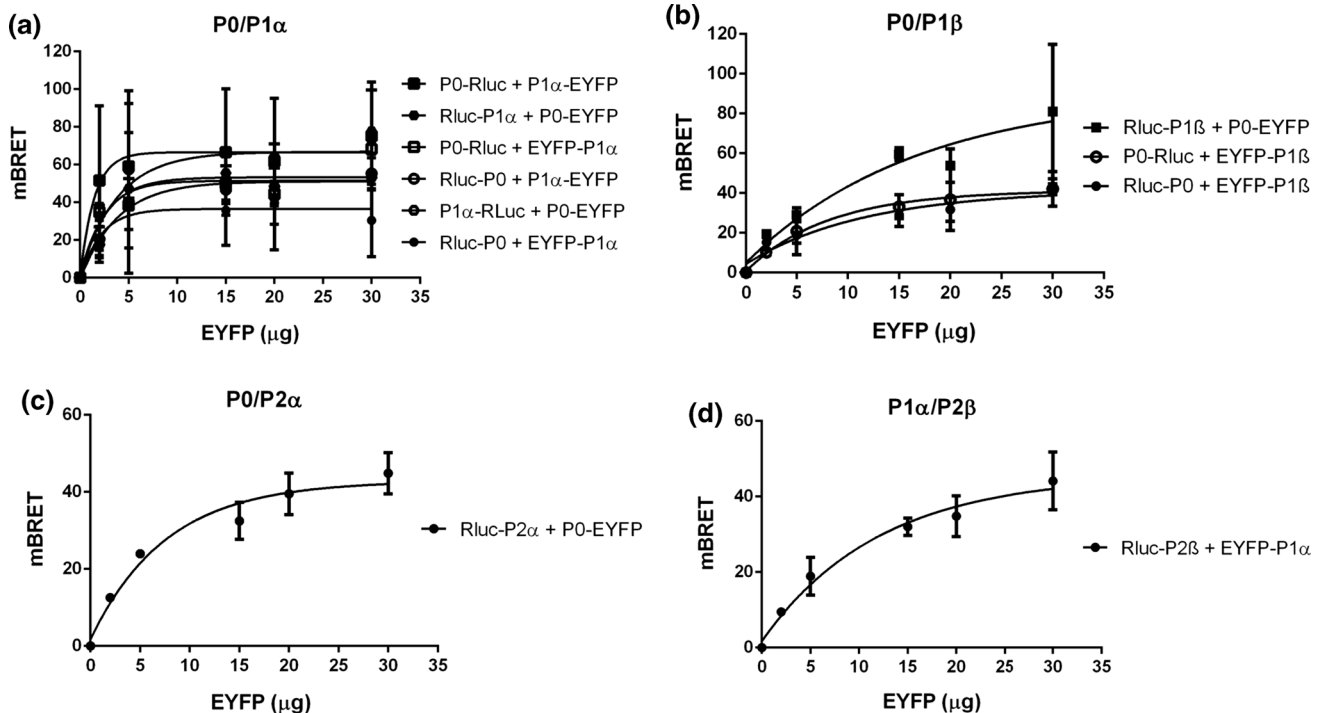 (a)
P0/P1α
120
100
80
60
40
20
0
mBRET
0 5 10 15 20 25 30 35
EYFP (μg)
P0-Rluc + P1α-EYFP
Rluc-P1α + P0-EYFP
P0-Rluc + EYFP-P1α
Rluc-P0 + P1α-EYFP
P1α-RLuc + P0-EYFP
Rluc-P0 + EYFP-P1α
(b)
P0/P1β
120
100
80
60
40
20
0
mBRET
0 5 10 15 20 25 30 35
EYFP (μg)
Rluc-P1ß + P0-EYFP
P0-Rluc + EYFP-P1ß
Rluc-P0 + EYFP-P1ß
(c)
P0/P2α
60
40
20
0
mBRET
0 5 10 15 20 25 30 35
EYFP (μg)
Rluc-P2α + P0-EYFP
(d)
P1α/P2β
60
40
20
0
mBRET
0 5 10 15 20 25 30 35
EYFP (μg)
Rluc-P2ß + EYFP-P1α